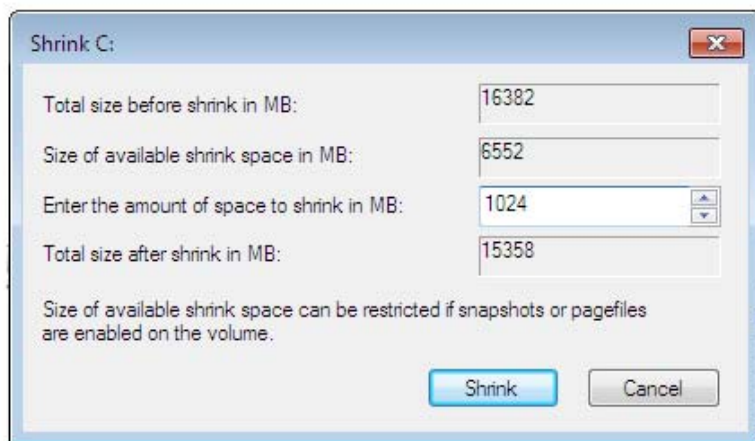 Shrink C:
Total size before shrink in MB: 16382
Size of available shrink space in MB: 6552
Enter the amount of space to shrink in MB: 1024
Total size after shrink in MB: 15358
Size of available shrink space can be restricted if snapshots or pagefiles
are enabled on the volume.
Shrink Cancel